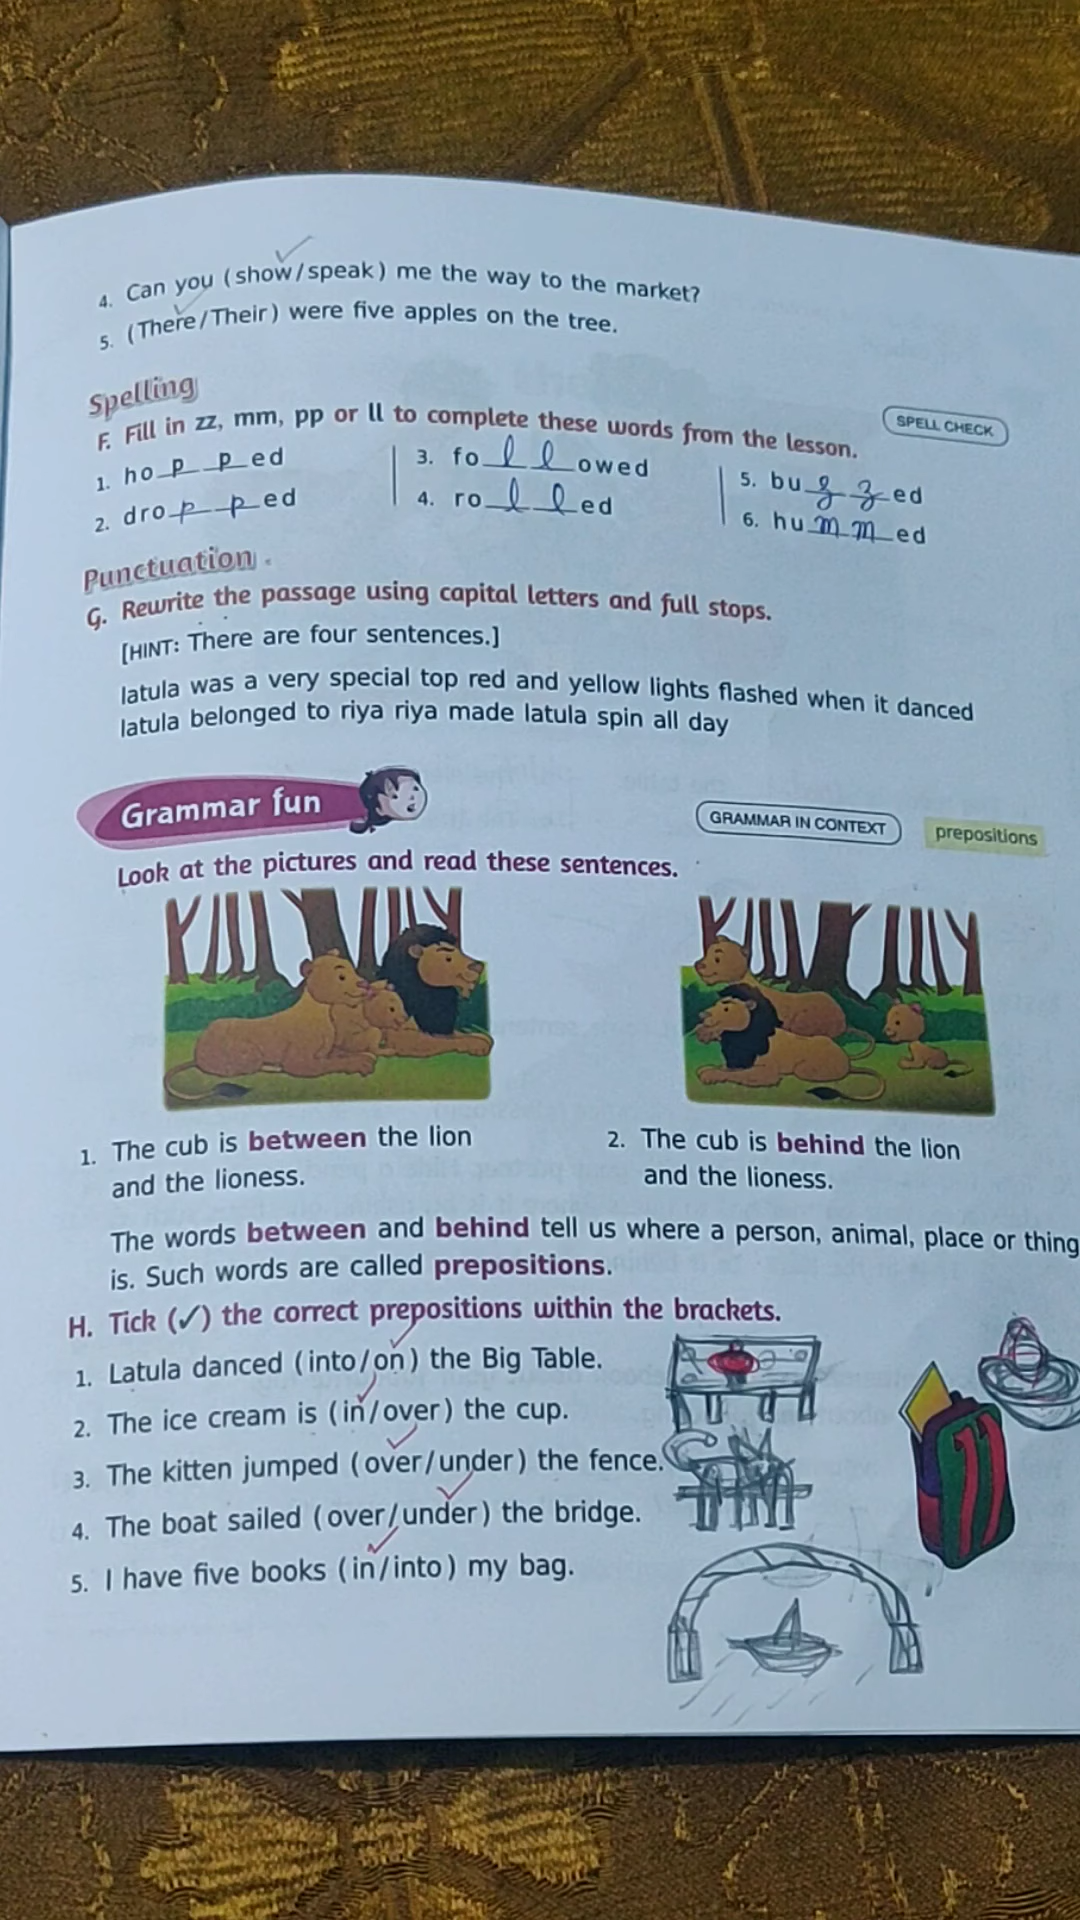 4. Can you (show/speak) me the way to the market?
5. (There/Their) were five apples on the tree.
Spelling
F. Fill in zz, mm, pp or ll to complete these words from the lesson.
SPELL CHECK
1. ho p p ed
2. dro p p ed
3. fo l l owed
4. ro l l ed
5. bu z z ed
6. hu m m ed
Punctuation
G. Rewrite the passage using capital letters and full stops.
[HINT: There are four sentences.]
latula was a very special top red and yellow lights flashed when it danced
latula belonged to riya riya made latula spin all day
Grammar fun
GRAMMAR IN CONTEXT
prepositions
Look at the pictures and read these sentences.
1. The cub is between the lion
and the lioness.
2. The cub is behind the lion
and the lioness.
The words between and behind tell us where a person, animal, place or thing
is. Such words are called prepositions.
H. Tick (✓) the correct prepositions within the brackets.
1. Latula danced (into/on) the Big Table.
2. The ice cream is (in/over) the cup.
3. The kitten jumped (over/under) the fence.
4. The boat sailed (over/under) the bridge.
5. I have five books (in/into) my bag.